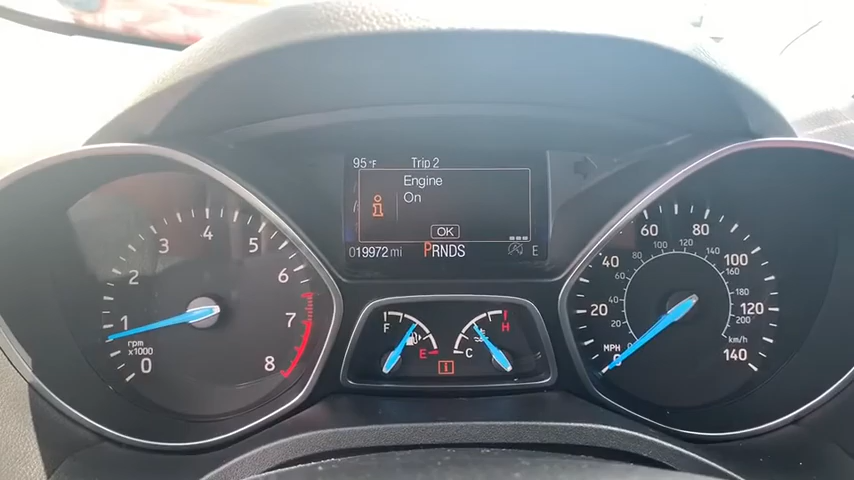 95°F Trip 2
Engine
On
i
OK
019972 mi PRNDS E
0
1
2
3
4
5
6
7
8
rpm
x1000
F E
C H
0
20
40
60
80
100
120
140
MPH
20
40
60
80
100
120
140
160
180
200
km/h